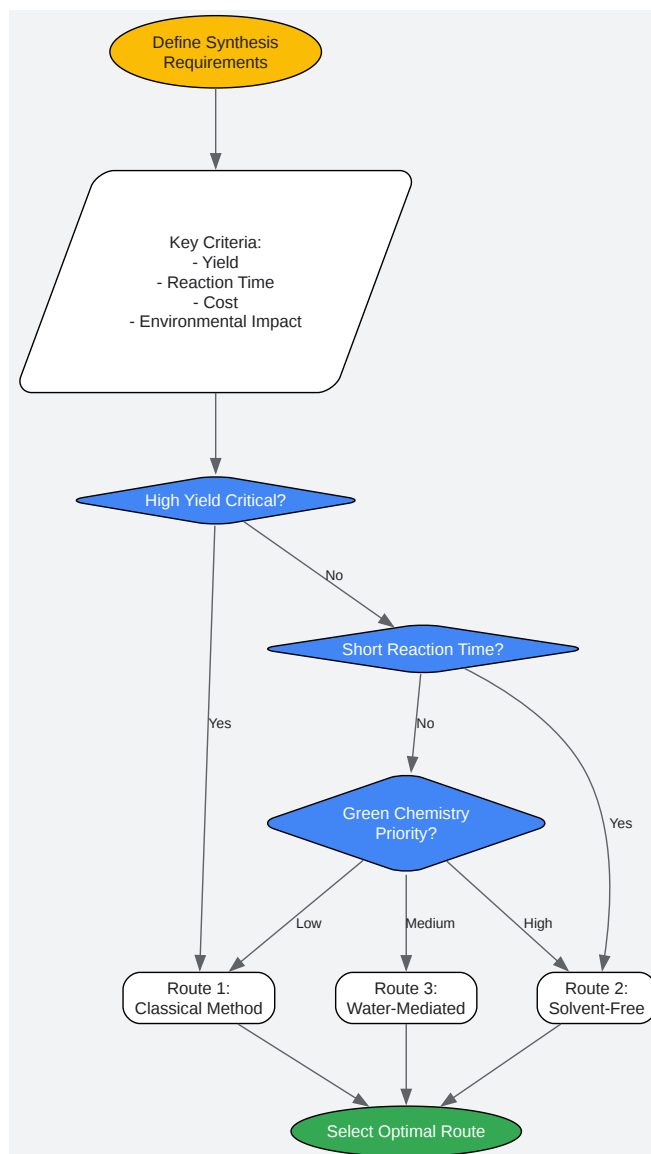 Define Synthesis
Requirements
Key Criteria:
- Yield
- Reaction Time
- Cost
- Environmental Impact
High Yield Critical?
No
Short Reaction Time?
Yes
No
Green Chemistry
Priority?
Yes
Low
Medium
High
Route 1:
Classical Method
Route 3:
Water-Mediated
Route 2:
Solvent-Free
Select Optimal Route